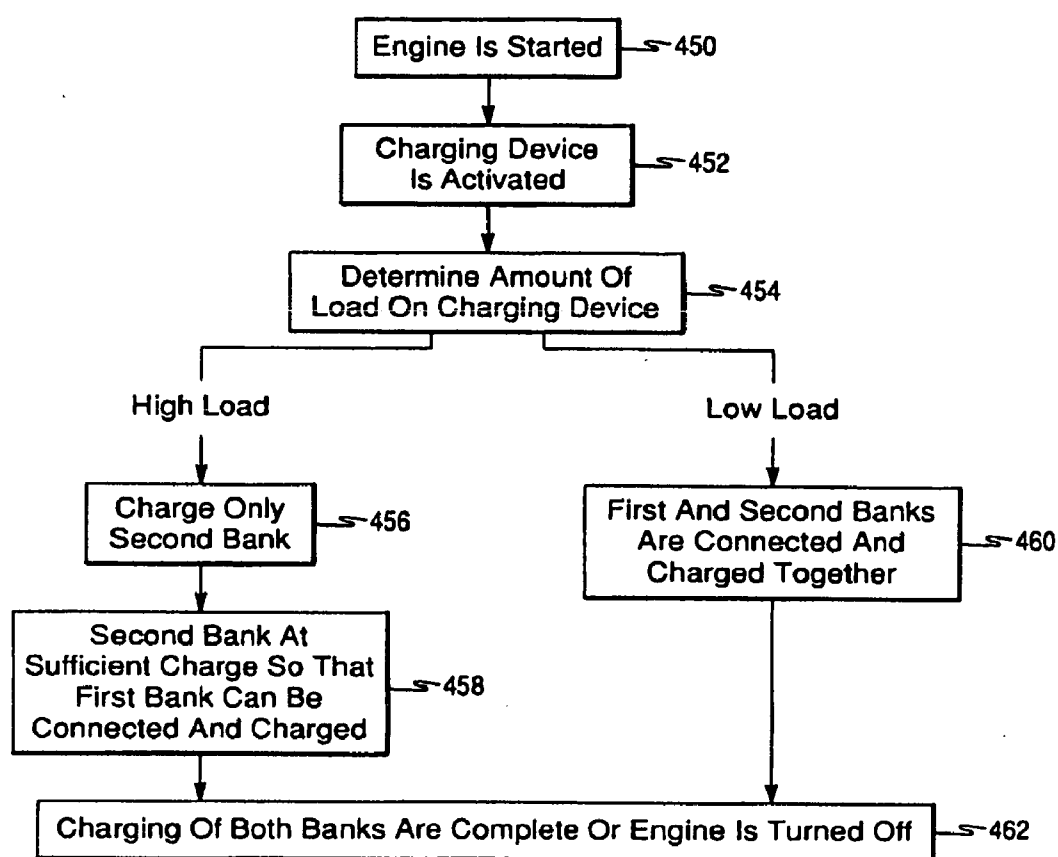 Engine Is Started
450
Charging Device
Is Activated
452
Determine Amount Of
Load On Charging Device
454
High Load
Low Load
Charge Only
Second Bank
456
First And Second Banks
Are Connected And
Charged Together
460
Second Bank At
Sufficient Charge So That
First Bank Can Be
Connected And Charged
458
Charging Of Both Banks Are Complete Or Engine Is Turned Off
462